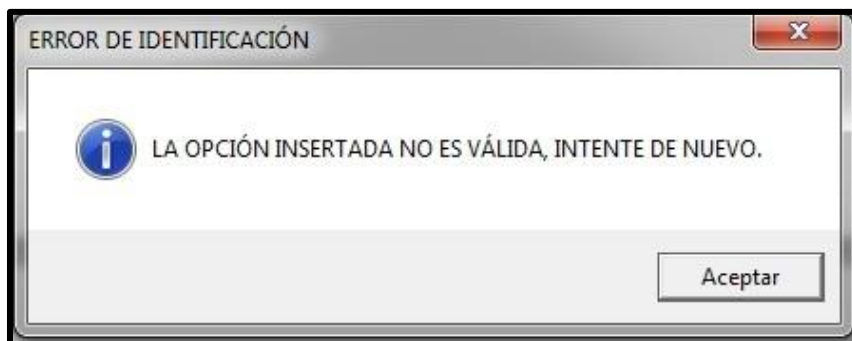 ERROR DE IDENTIFICACIÓN
LA OPCIÓN INSERTADA NO ES VÁLIDA, INTENTE DE NUEVO.
Aceptar